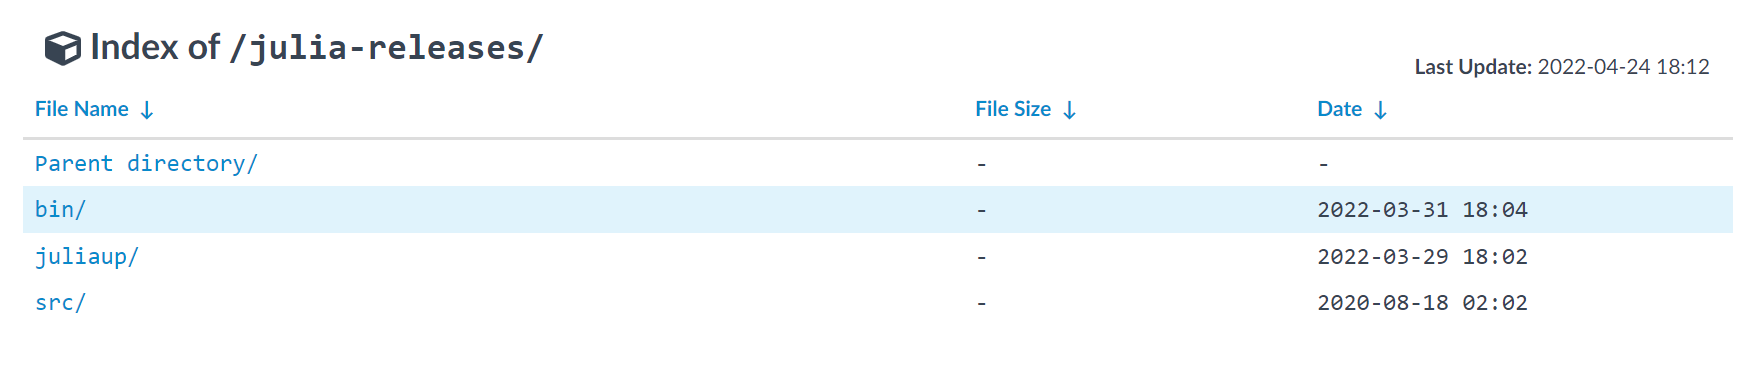 Index of /julia-releases/
Last Update: 2022-04-24 18:12
File Name ↓ File Size ↓ Date ↓
Parent directory/ - -
bin/ - 2022-03-31 18:04
juliaup/ - 2022-03-29 18:02
src/ - 2020-08-18 02:02